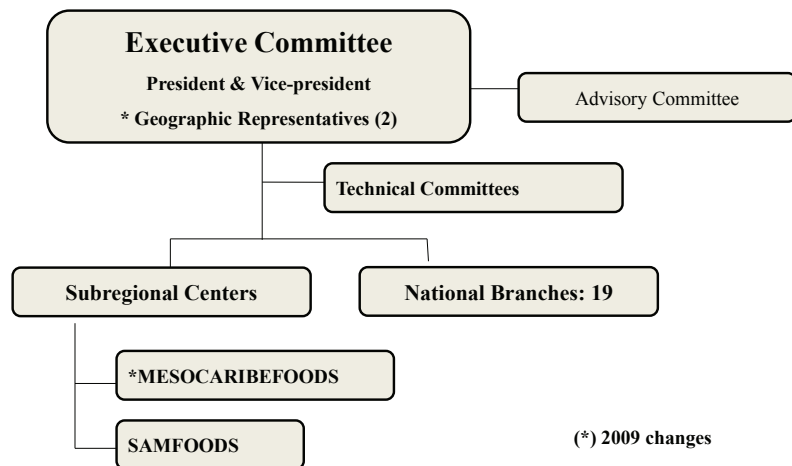 Executive Committee
President & Vice-president
* Geographic Representatives (2)
Advisory Committee
Technical Committees
Subregional Centers
National Branches: 19
*MESOCARIBEFOODS
SAMFOODS
(*) 2009 changes